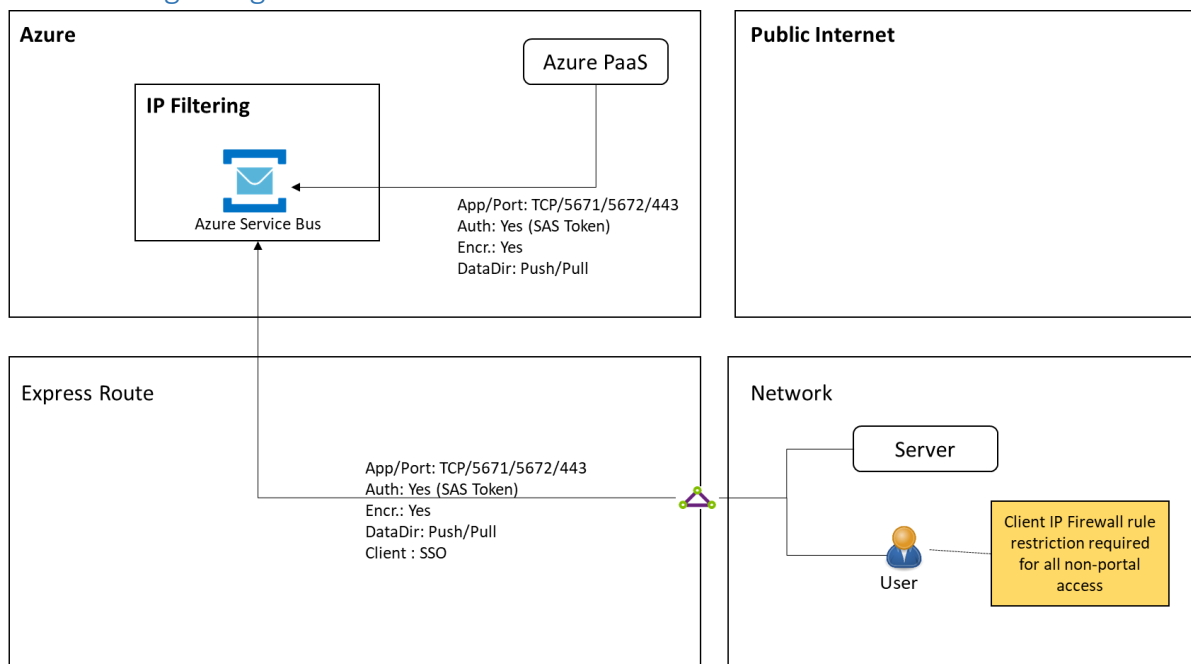 Azure
Azure PaaS
IP Filtering
Azure Service Bus
App/Port: TCP/5671/5672/443
Auth: Yes (SAS Token)
Encr.: Yes
DataDir: Push/Pull
Public Internet
Express Route
App/Port: TCP/5671/5672/443
Auth: Yes (SAS Token)
Encr.: Yes
DataDir: Push/Pull
Client : SSO
Network
Server
User
Client IP Firewall rule
restriction required
for all non-portal
access